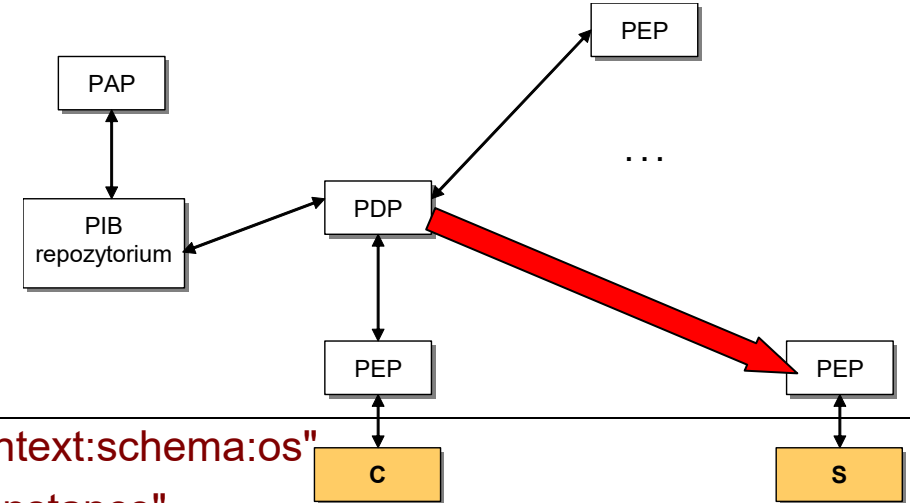 PEP
PAP
. . .
PDP
PIB
repozytorium
PEP
PEP
ntext:schema:os"
C
S